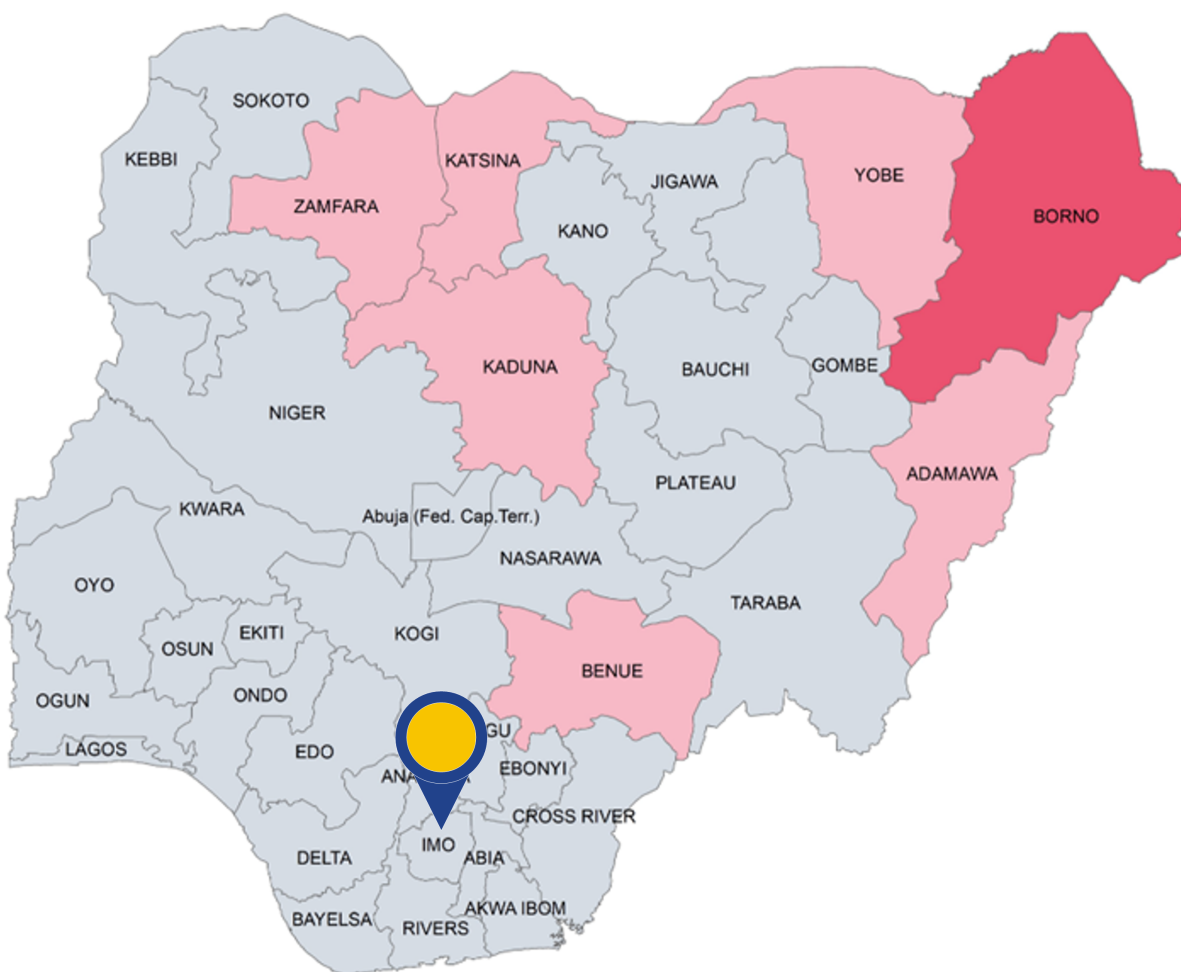 SOKOTO
KEBBI
KATSINA
ZAMFARA
JIGAWA
YOBE
KANO
BORNO
KADUNA
BAUCHI
GOMBE
NIGER
ADAMAWA
PLATEAU
KWARA
Abuja (Fed. Cap.Terr.)
NASARAWA
OYO
TARABA
EKITI
KOGI
OSUN
BENUE
OGUN
ONDO
GU
LAGOS
EDO
EBONYI
ANA
A
CROSS RIVER
IMO
DELTA
ABIA
AKWA IBOM
BAYELSA
RIVERS